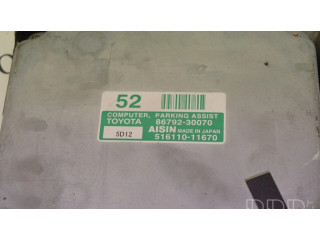 52
COMPUTER, PARKING ASSIST
TOYOTA 86792-30070
5D12 AISIN MADE IN JAPAN
516110-11670